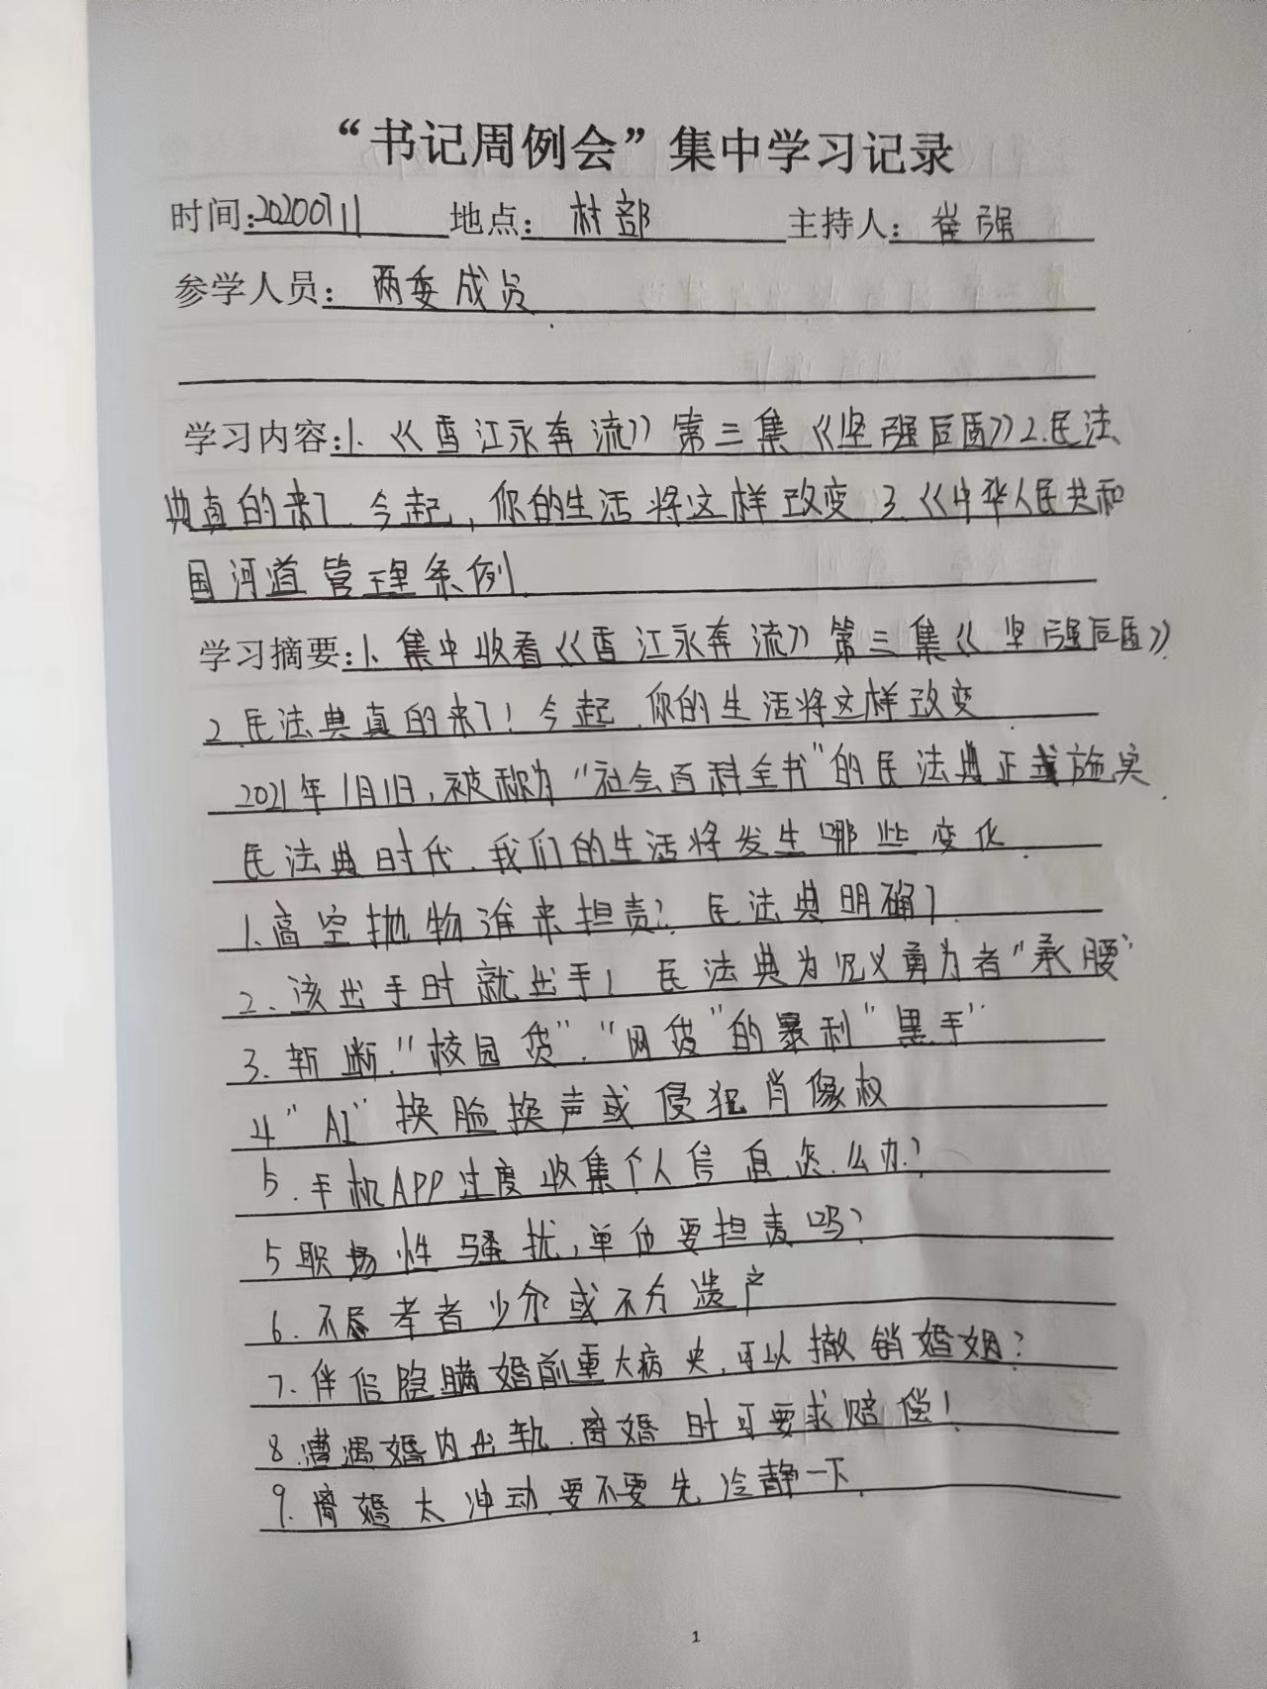 “书记周例会”集中学习记录
时间:20200711 地点: 村部 主持人: 崔强
参学人员: 两委成员
学习内容:1、《香江永奔流》第三集《坚强后盾》2.民法
典真的来了.今起,你的生活将这样改变.3.《中华人民共和
国河道管理条例
学习摘要:1、集中收看《香江永奔流》第三集《坚强后盾》
2.民法典真的来了!今起.你的生活将这样改变
2021年1月1日,被称为“社会百科全书”的民法典正式施实
民法典时代.我们的生活将发生哪些变化.
1.高空抛物谁来担责?民法典明确了
2、该出手时就出手!民法典为见义勇为者“承腰”
3.斩断“校园贷”.“网贷”的暴利“黑手”
4“AI”换脸换声或侵犯肖像权
5.手机APP过度收集个人信息.怎么办?
5职场性骚扰,单位要担责吗?
6.不尽孝者少分或不分遗产
7.伴侣隐瞒婚前重大病史.可以撤销婚姻?
8.遭遇婚内出轨.离婚时可要求赔偿!
9.离婚太冲动要不要先冷静一下.
1